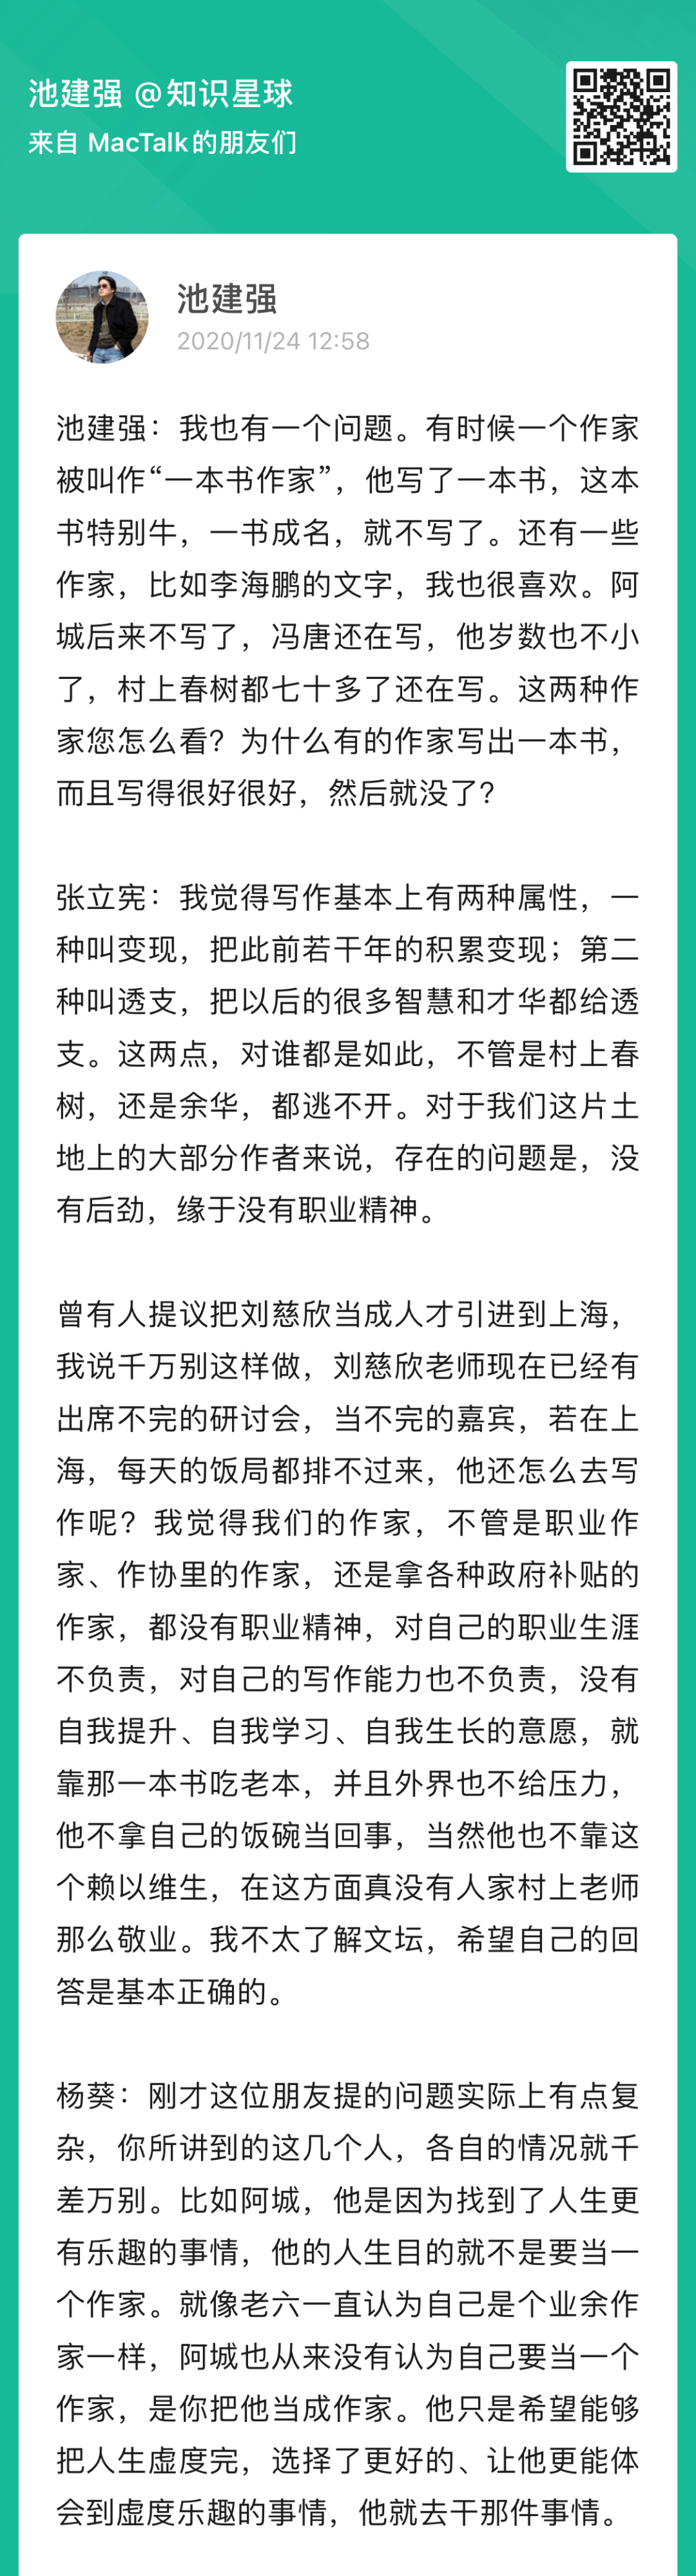 池建强 @知识星球
来自 MacTalk的朋友们
池建强
2020/11/24 12:58
池建强：我也有一个问题。有时候一个作家
被叫作“一本书作家”，他写了一本书，这本
书特别牛，一书成名，就不写了。还有一些
作家，比如李海鹏的文字，我也很喜欢。阿
城后来不写了，冯唐还在写，他岁数也不小
了，村上春树都七十多了还在写。这两种作
家您怎么看？为什么有的作家写出一本书，
而且写得很好很好，然后就没了？
张立宪：我觉得写作基本上有两种属性，一
种叫变现，把此前若干年的积累变现；第二
种叫透支，把以后的很多智慧和才华都给透
支。这两点，对谁都是如此，不管是村上春
树，还是余华，都逃不开。对于我们这片土
地上的大部分作者来说，存在的问题是，没
有后劲，缘于没有职业精神。
曾有人提议把刘慈欣当成人才引进到上海，
我说千万别这样做，刘慈欣老师现在已经有
出席不完的研讨会，当不完的嘉宾，若在上
海，每天的饭局都排不过来，他还怎么去写
作呢？我觉得我们的作家，不管是职业作
家、作协里的作家，还是拿各种政府补贴的
作家，都没有职业精神，对自己的职业生涯
不负责，对自己的写作能力也不负责，没有
自我提升、自我学习、自我生长的意愿，就
靠那一本书吃老本，并且外界也不给压力，
他不拿自己的饭碗当回事，当然他也不靠这
个赖以维生，在这方面真没有人家村上老师
那么敬业。我不太了解文坛，希望自己的回
答是基本正确的。
杨葵：刚才这位朋友提的问题实际上有点复
杂，你所讲到的这几个人，各自的情况就千
差万别。比如阿城，他是因为找到了人生更
有乐趣的事情，他的人生目的就不是要当一
个作家。就像老六一直认为自己是个业余作
家一样，阿城也从来没有认为自己要当一个
作家，是你把他当成作家。他只是希望能够
把人生虚度完，选择了更好的、让他更能体
会到虚度乐趣的事情，他就去干那件事情。